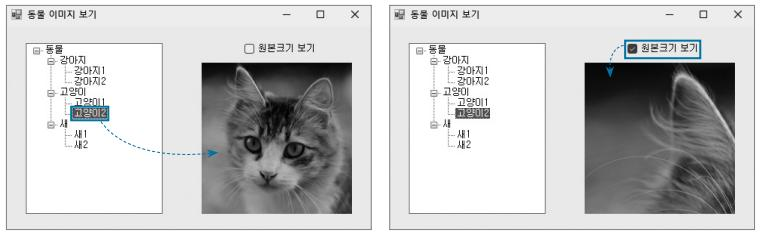 동물 이미지 보기
원본크기 보기
동물
강아지
강아지1
강아지2
고양이
고양이1
고양이2
새
새1
새2
동물 이미지 보기
원본크기 보기
동물
강아지
강아지1
강아지2
고양이
고양이1
고양이2
새
새1
새2